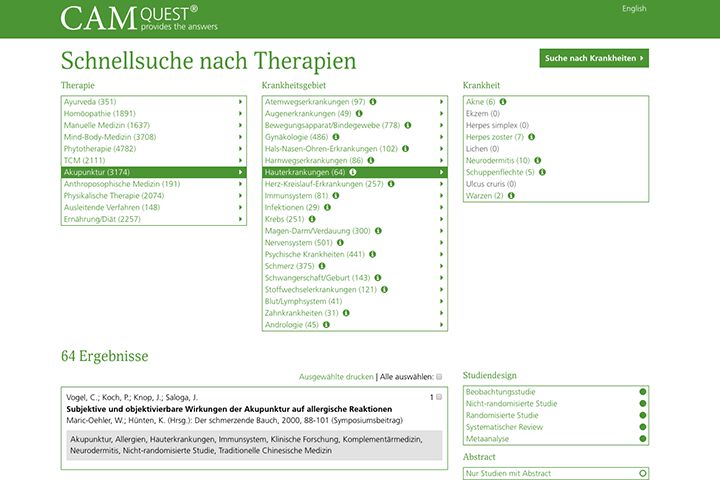 CAM QUEST®
provides the answers
English
Schnellsuche nach Therapien
Suche nach Krankheiten
Therapie
Ayurveda (351)
Homöopathie (1891)
Manuelle Medizin (1637)
Mind-Body-Medizin (3708)
Phytotherapie (4782)
TCM (2111)
Akupunktur (3174)
Anthroposophische Medizin (191)
Physikalische Therapie (2074)
Ausleitende Verfahren (148)
Ernährung/Diät (2257)
Krankheitsgebiet
Atemwegserkrankungen (97)
Augenerkrankungen (49)
Bewegungsapparat/Bindegewebe (778)
Gynäkologie (486)
Hals-Nasen-Ohren-Erkrankungen (102)
Harnwegserkrankungen (86)
Hauterkrankungen (64)
Herz-Kreislauf-Erkrankungen (257)
Immunsystem (81)
Infektionen (29)
Krebs (251)
Magen-Darm/Verdauung (300)
Nervensystem (501)
Psychische Krankheiten (441)
Schmerz (375)
Schwangerschaft/Geburt (143)
Stoffwechselerkrankungen (121)
Blut/Lymphsystem (41)
Zahnkrankheiten (31)
Andrologie (45)
Krankheit
Akne (6)
Ekzem (0)
Herpes simplex (0)
Herpes zoster (7)
Lichen (0)
Neurodermitis (10)
Schuppenflechte (5)
Ulcus cruris (0)
Warzen (2)
64 Ergebnisse
Ausgewählte drucken | Alle auswählen:
Vogel, C.; Koch, P.; Knop, J.; Saloga, J.
1
Subjektive und objektivierbare Wirkungen der Akupunktur auf allergische Reaktionen
Maric-Oehler, W.; Hünten, K. (Hrsg.): Der schmerzende Bauch, 2000, 88-101 (Symposiumsbeitrag)
Akupunktur, Allergien, Hauterkrankungen, Immunsystem, Klinische Forschung, Komplementärmedizin,
Neurodermitis, Nicht-randomisierte Studie, Traditionelle Chinesische Medizin
Studiendesign
Beobachtungsstudie
Nicht-randomisierte Studie
Randomisierte Studie
Systematischer Review
Metaanalyse
Abstract
Nur Studien mit Abstract